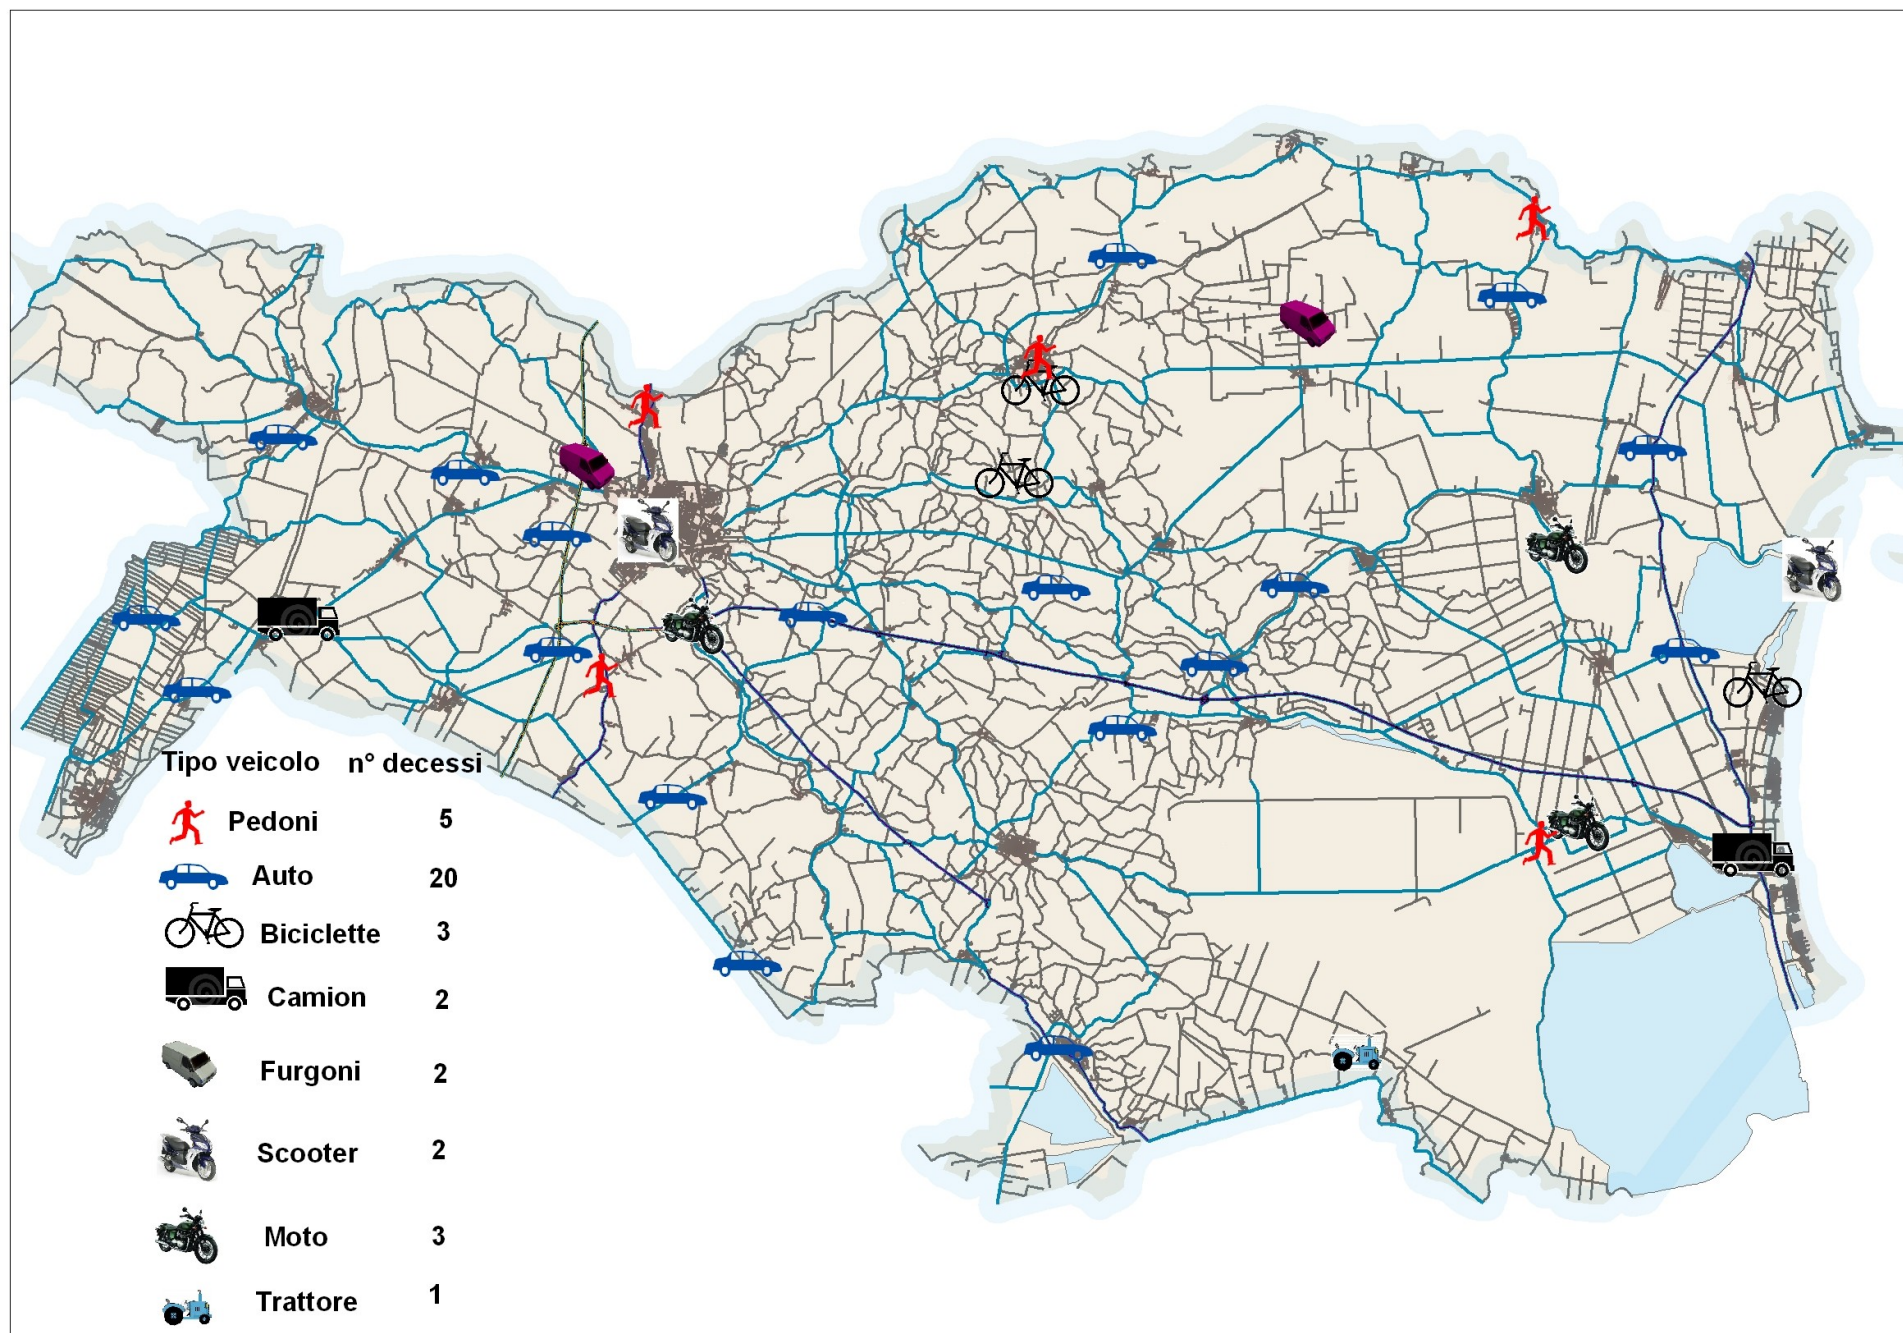 Tipo veicolo n° decessi
Pedoni 5
Auto 20
Biciclette 3
Camion 2
Furgoni 2
Scooter 2
Moto 3
Trattore 1